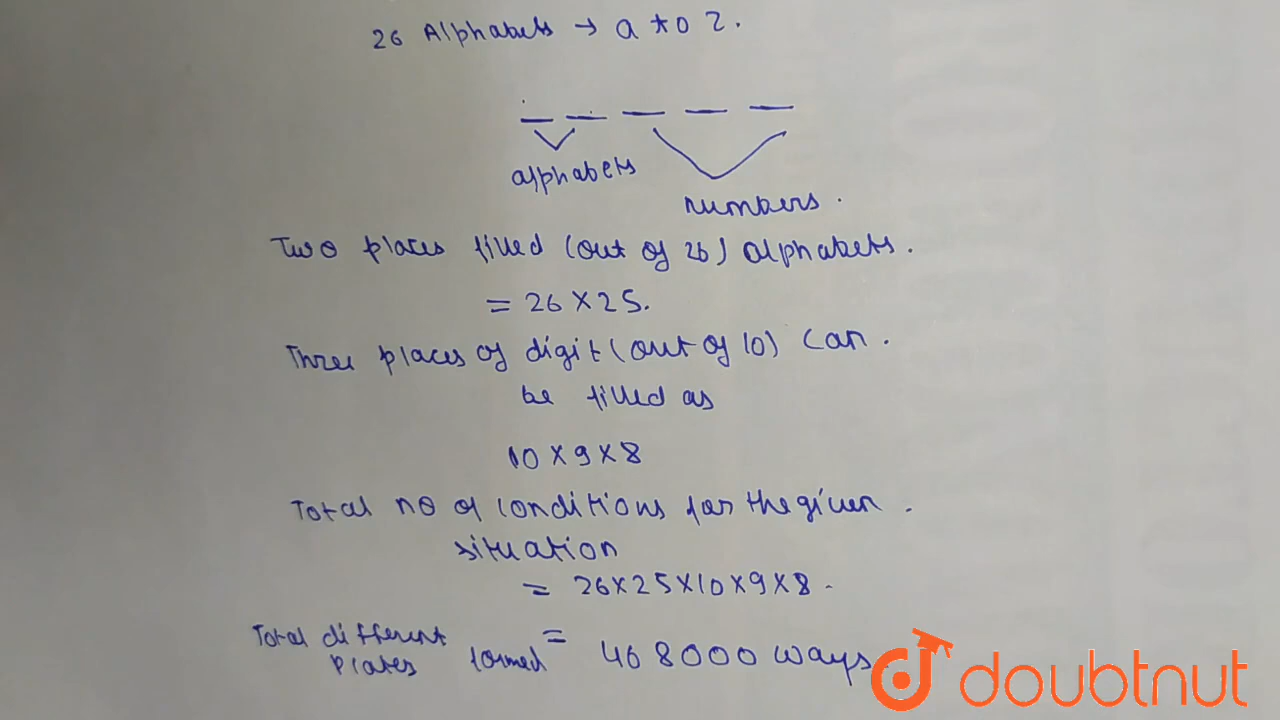 26 Alphabets → a to z.
alphabets
numbers.
Two places filled (out of 26) alphabets.
= 26 × 25.
Three places of digit (out of 10) can.
be filled as
10 × 9 × 8
Total no of conditions for the given.
situation
= 26×25×10×9×8.
Total different
plates formed = 468000 ways
doubtnut